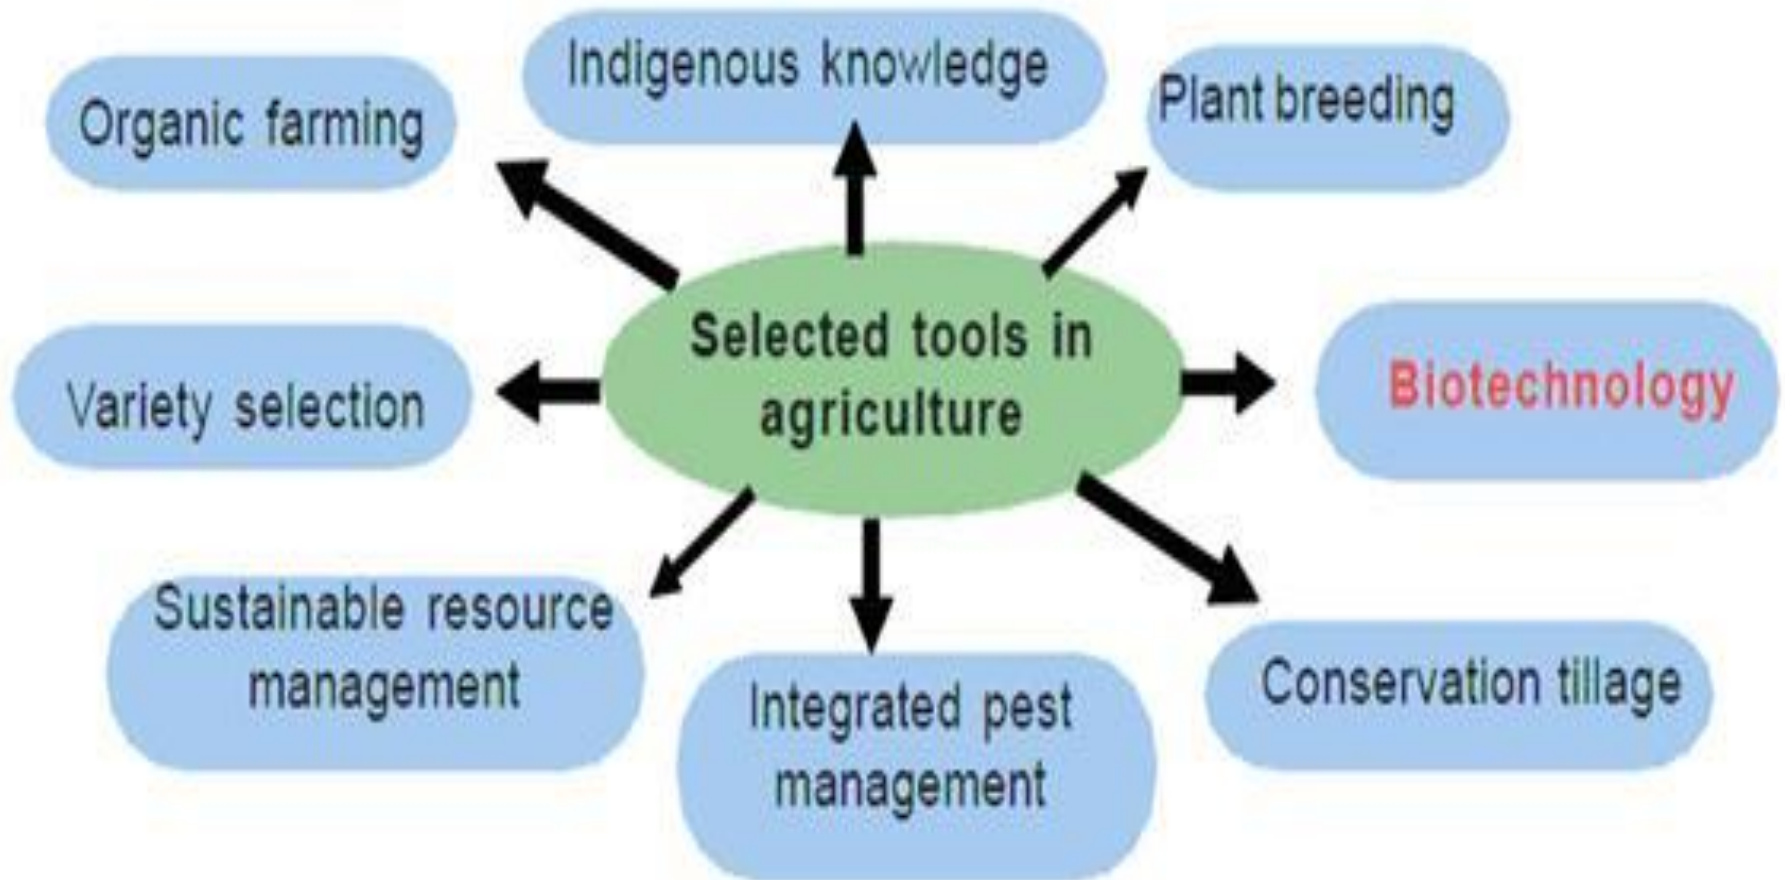 Indigenous knowledge
Plant breeding
Organic farming
Selected tools in
agriculture
Biotechnology
Variety selection
Sustainable resource
management
Integrated pest
management
Conservation tillage